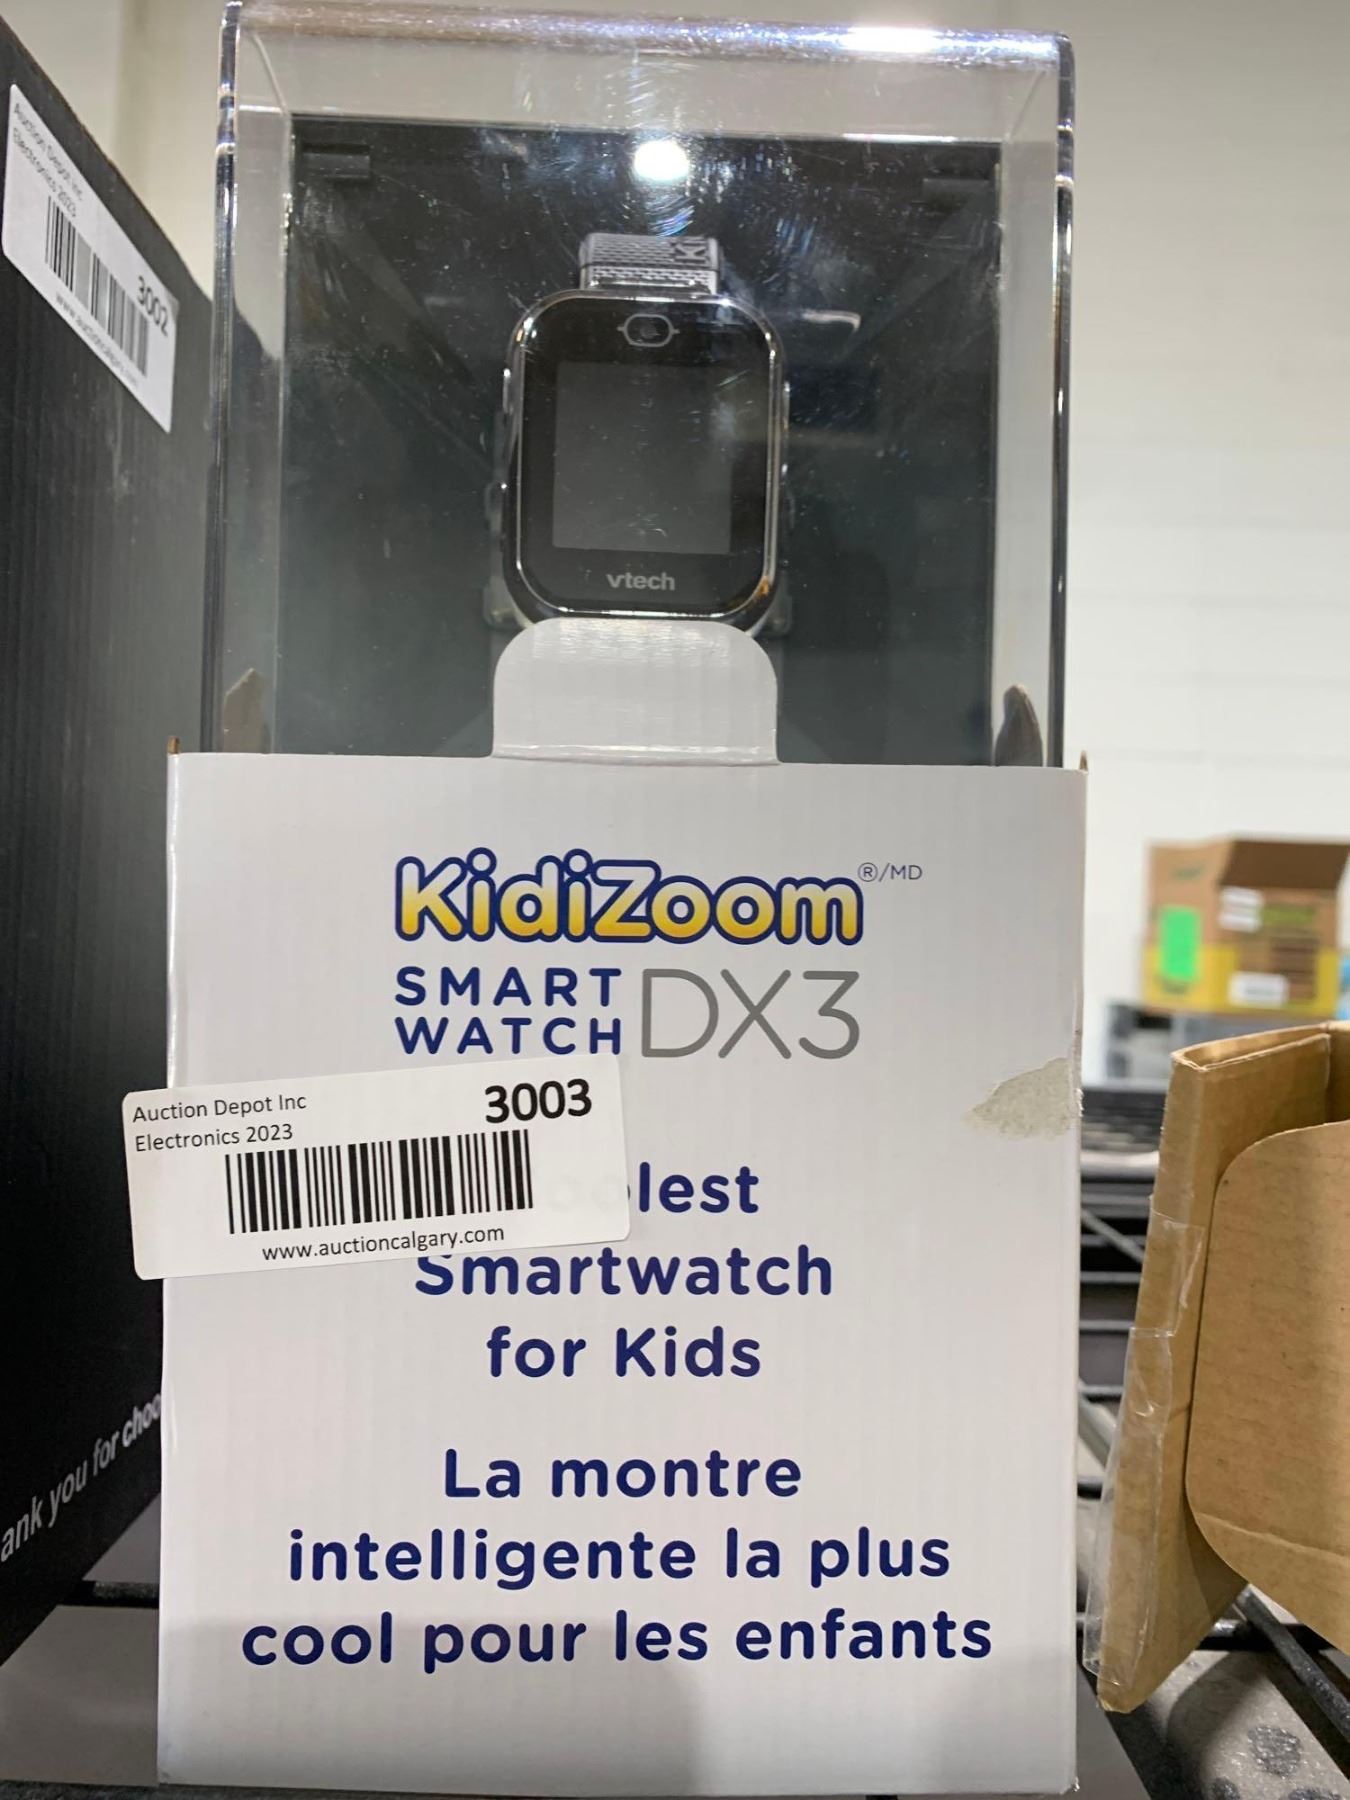 Auction Depot Inc
Electronics 2023
3002
vtech
KidiZoom®/MD
SMART
WATCH DX3
Auction Depot Inc
Electronics 2023
3003
www.auctioncalgary.com
lest
Smartwatch
for Kids
La montre
intelligente la plus
cool pour les enfants
ank you for choo